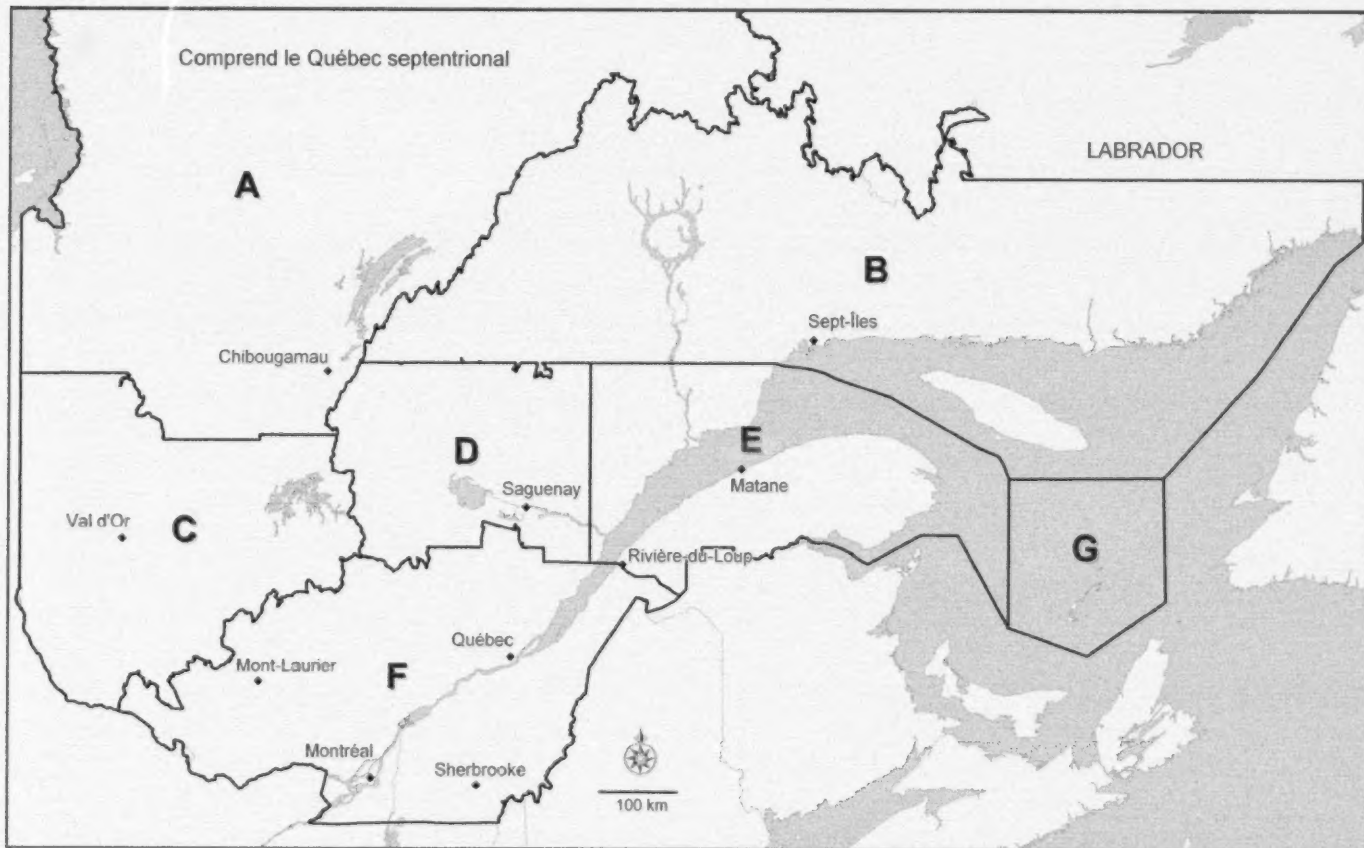 Comprend le Québec septentrional
LABRADOR
A
B
Sept-Îles
Chibougamau
D
E
Saguenay
Matane
Val d'Or
C
Rivière-du-Loup
G
Québec
Mont-Laurier
F
Montréal
Sherbrooke
100 km